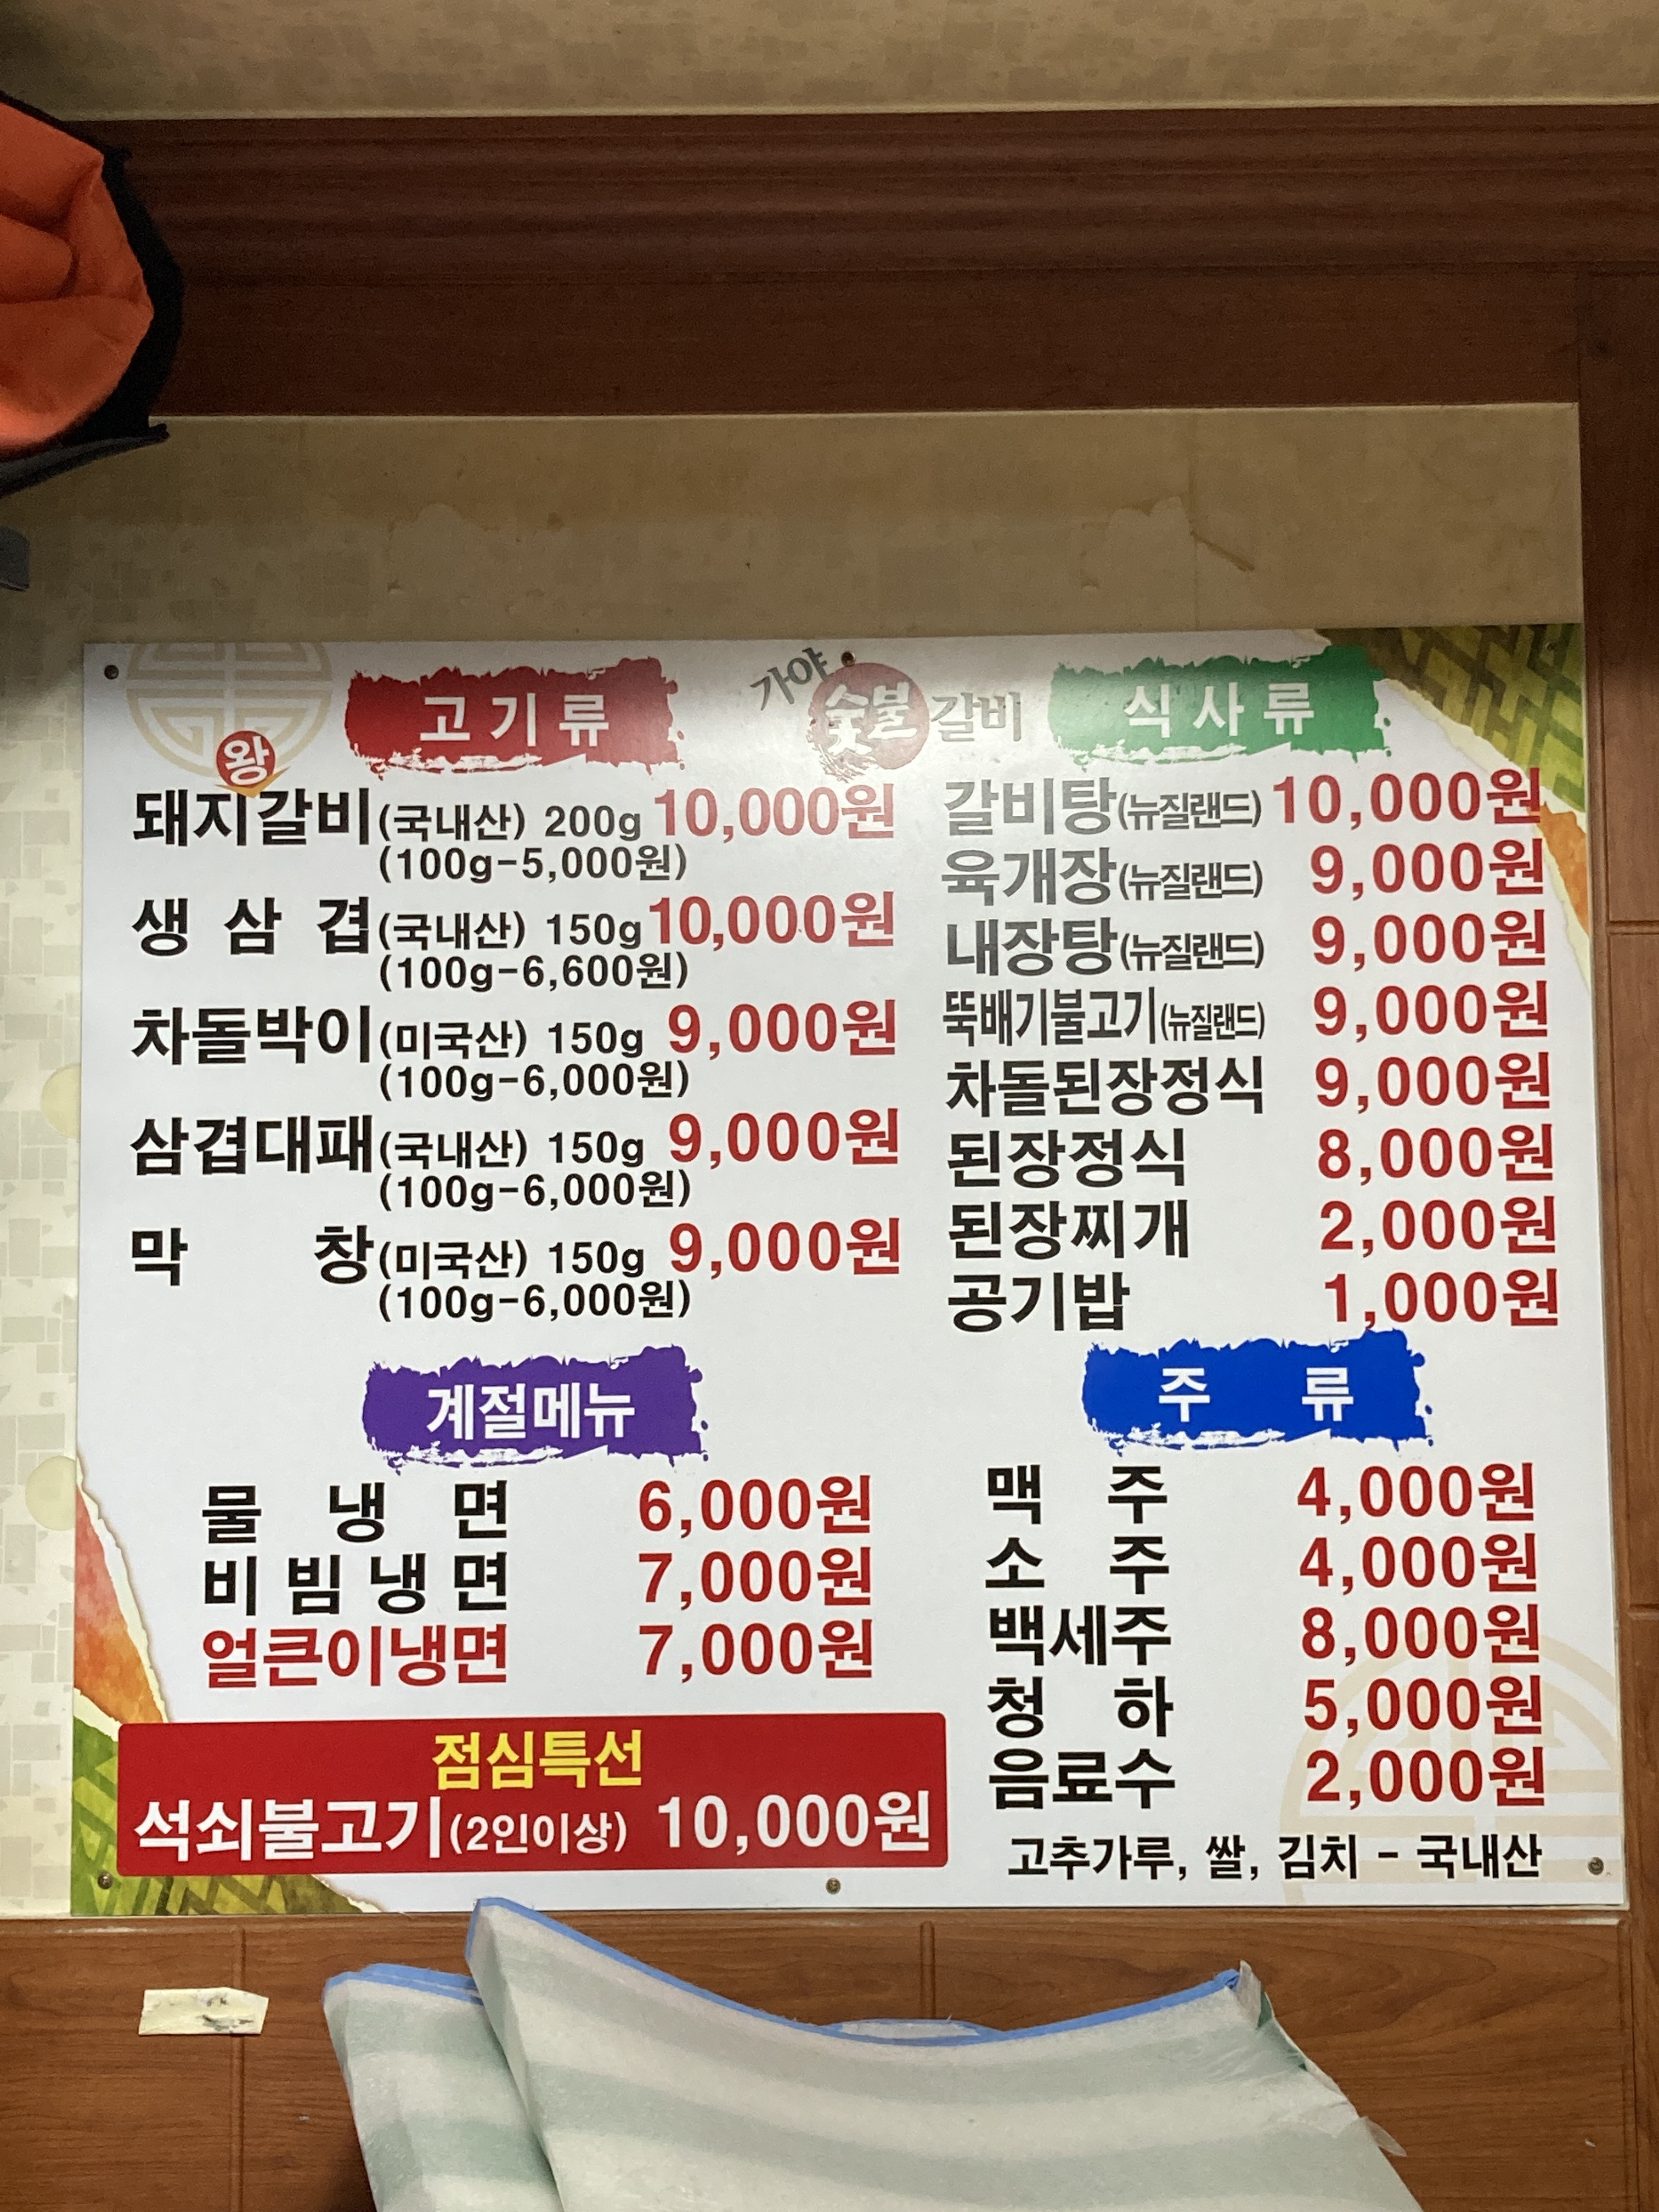 가야 숯불 갈비
고기류
왕
돼지갈비(국내산) 200g 10,000원
(100g-5,000원)
생삼겹(국내산) 150g 10,000원
(100g-6,600원)
차돌박이(미국산) 150g 9,000원
(100g-6,000원)
삼겹대패(국내산) 150g 9,000원
(100g-6,000원)
막창(미국산) 150g 9,000원
(100g-6,000원)
계절메뉴
물냉면 6,000원
비빔냉면 7,000원
얼큰이냉면 7,000원
점심특선
석쇠불고기(2인이상) 10,000원
식사류
갈비탕(뉴질랜드) 10,000원
육개장(뉴질랜드) 9,000원
내장탕(뉴질랜드) 9,000원
뚝배기불고기(뉴질랜드) 9,000원
차돌된장정식 9,000원
된장정식 8,000원
된장찌개 2,000원
공기밥 1,000원
주류
맥주 4,000원
소주 4,000원
백세주 8,000원
청하 5,000원
음료수 2,000원
고추가루, 쌀, 김치 - 국내산